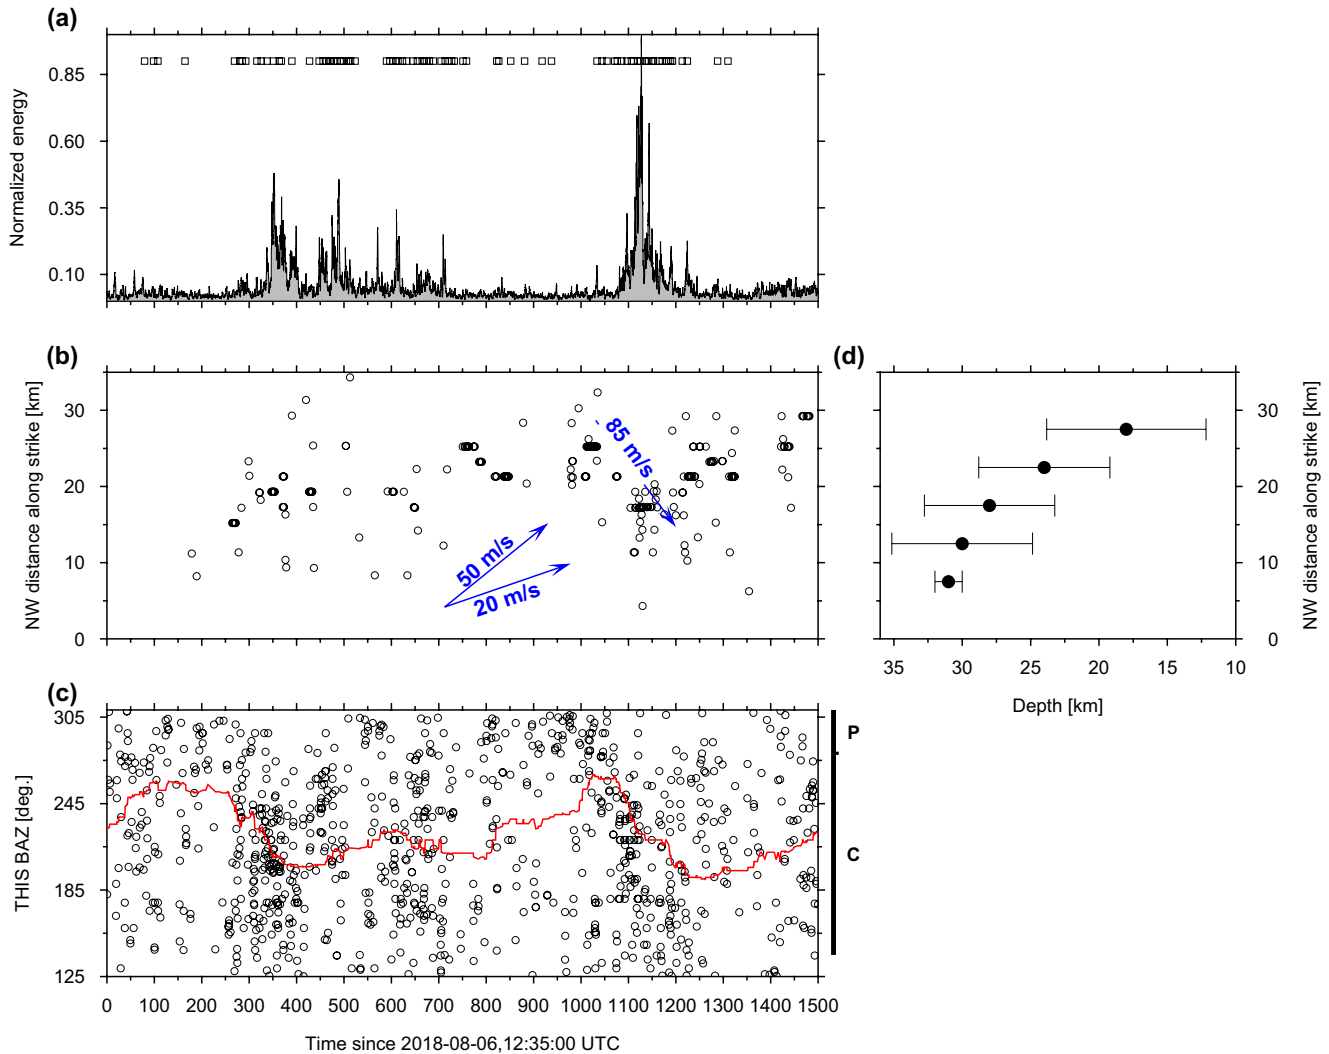 (a)
Normalized energy
0.85
0.60
0.35
0.10
(b)
NW distance along strike [km]
30
20
10
0
50 m/s
20 m/s
- 85 m/s
(d)
30
20
10
0
NW distance along strike [km]
35 30 25 20 15 10
Depth [km]
(c)
THIS BAZ [deg.]
305
245
185
125
P
C
0 100 200 300 400 500 600 700 800 900 1000 1100 1200 1300 1400 1500
Time since 2018-08-06,12:35:00 UTC